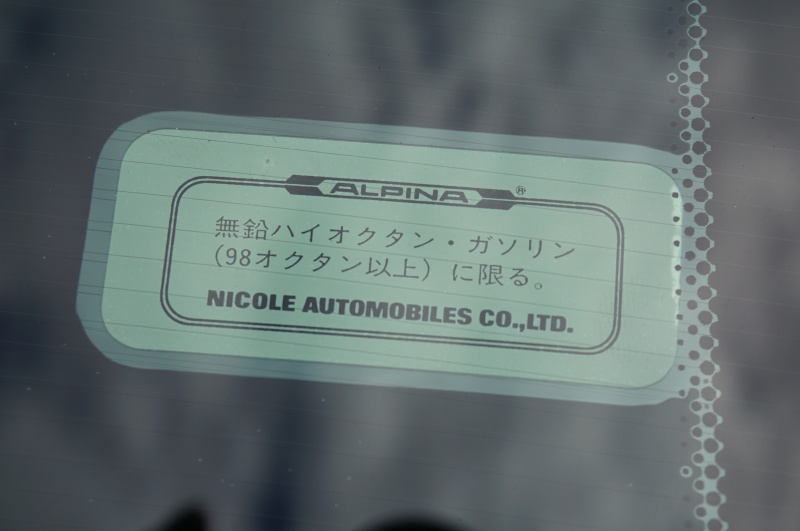 ALPINA®
無鉛ハイオクタン・ガソリン
(98オクタン以上) に限る。
NICOLE AUTOMOBILES CO.,LTD.